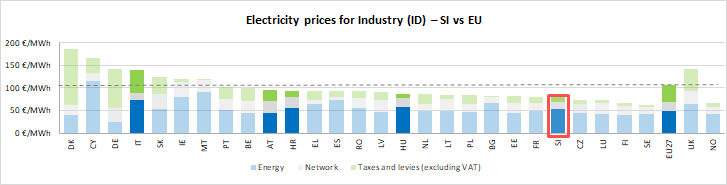 Electricity prices for Industry (ID) – SI vs EU
200 €/MWh
150 €/MWh
100 €/MWh
50 €/MWh
0 €/MWh
DK CY DE IT SK IE MT PT BE AT HR EL ES RO LV HU NL LT PL BG EE FR SI CZ LU FI SE EU27 UK NO
Energy Network Taxes and levies (excluding VAT)